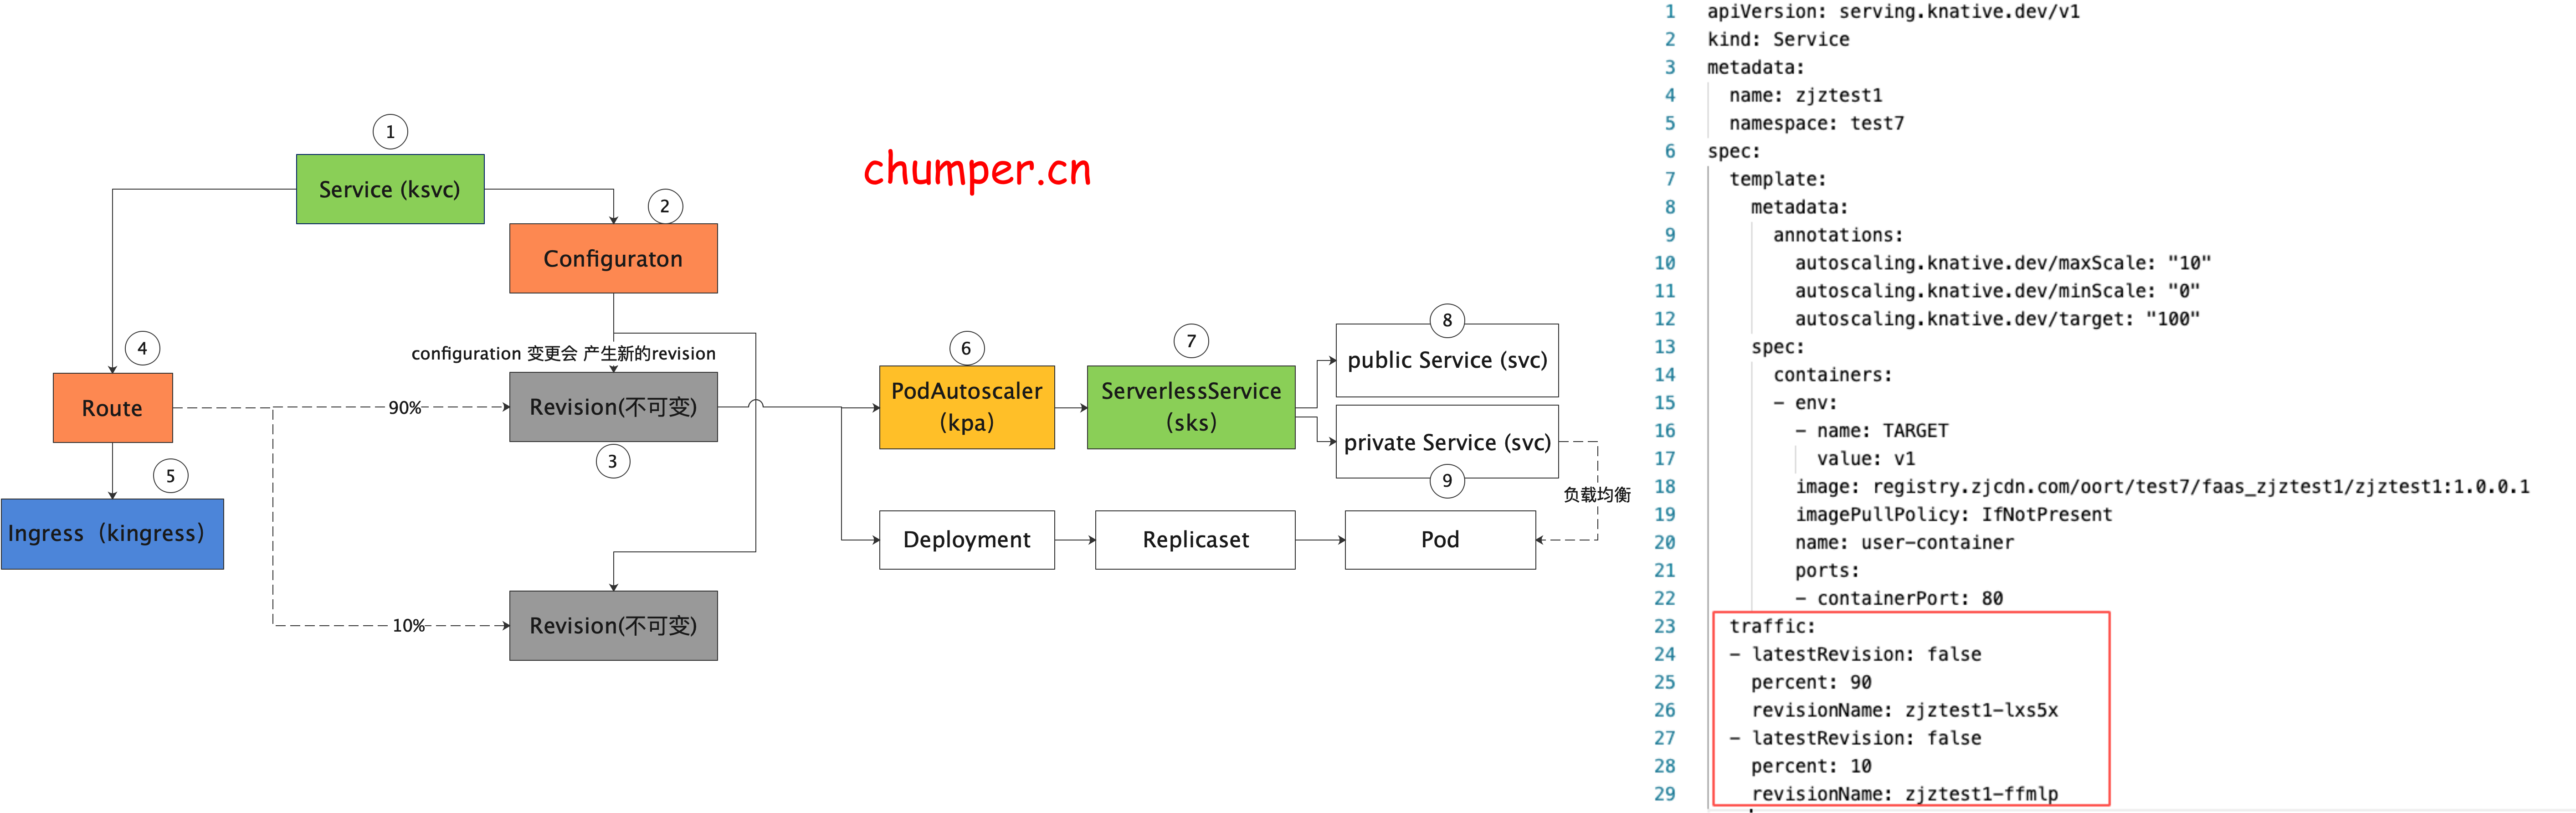 ①
Service (ksvc)
②
Configuraton
configuration 变更会 产生新的revision
④
Route
90%
Revision(不可变)
③
⑤
Ingress（kingress）
10%
Revision(不可变)
chumper.cn
⑥
PodAutoscaler
(kpa)
⑦
ServerlessService
(sks)
⑧
public Service (svc)
private Service (svc)
⑨
负载均衡
Deployment
Replicaset
Pod
1 apiVersion: serving.knative.dev/v1
2 kind: Service
3 metadata:
4   name: zjztest1
5   namespace: test7
6 spec:
7   template:
8     metadata:
9       annotations:
10         autoscaling.knative.dev/maxScale: "10"
11         autoscaling.knative.dev/minScale: "0"
12         autoscaling.knative.dev/target: "100"
13     spec:
14       containers:
15       - env:
16         - name: TARGET
17           value: v1
18         image: registry.zjcdn.com/oort/test7/faas_zjztest1/zjztest1:1.0.0.1
19         imagePullPolicy: IfNotPresent
20         name: user-container
21         ports:
22         - containerPort: 80
23   traffic:
24   - latestRevision: false
25     percent: 90
26     revisionName: zjztest1-lxs5x
27   - latestRevision: false
28     percent: 10
29     revisionName: zjztest1-ffmlp